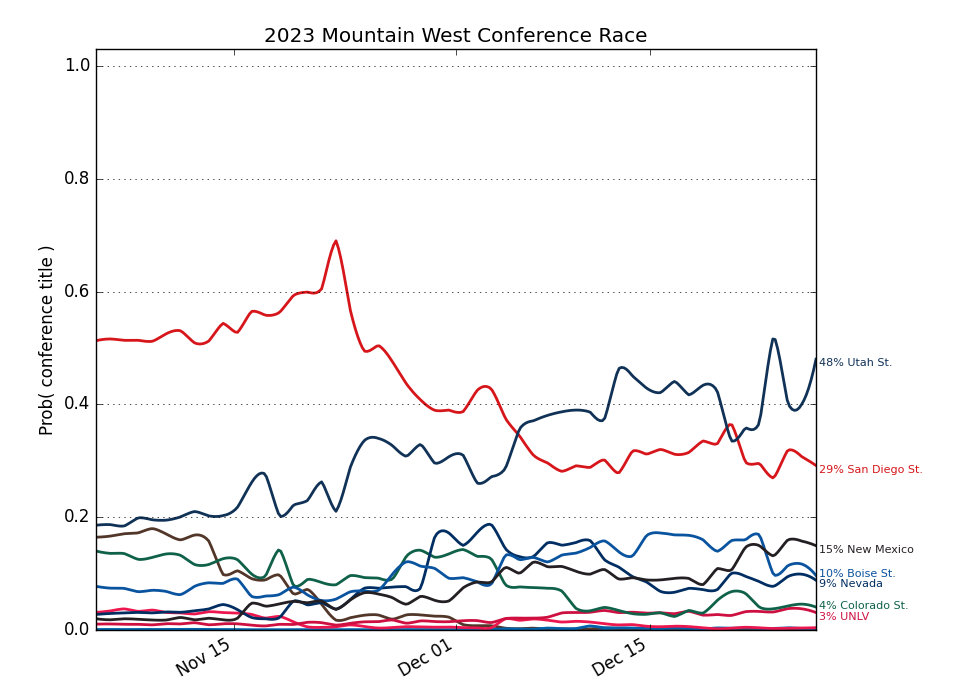 2023 Mountain West Conference Race
Prob( conference title )
1.0
0.8
0.6
0.4
0.2
0.0
Nov 15
Dec 01
Dec 15
48% Utah St.
29% San Diego St.
15% New Mexico
10% Boise St.
9% Nevada
4% Colorado St.
3% UNLV